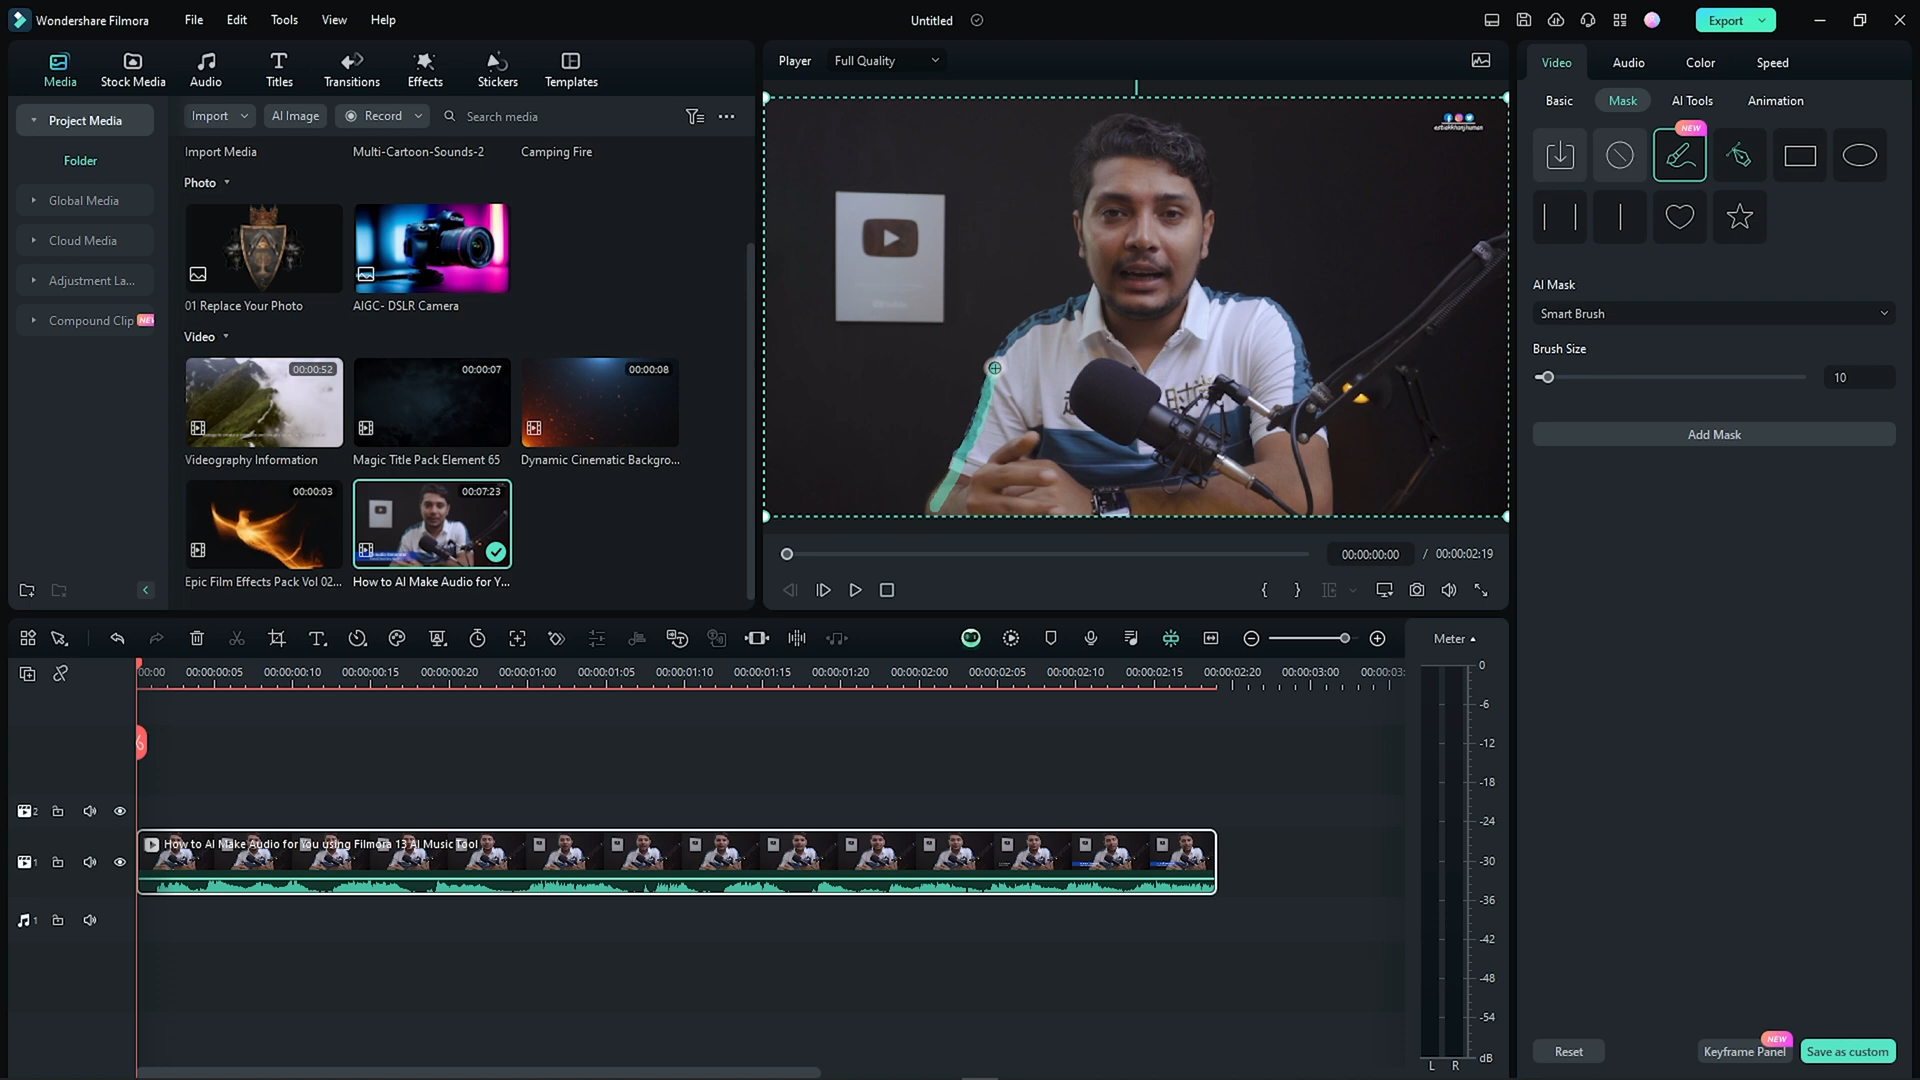 Wondershare Filmora
File
Edit
Tools
View
Help
Untitled
Export
Media
Stock Media
Audio
Titles
Transitions
Effects
Stickers
Templates
Player
Full Quality
Video
Audio
Color
Speed
Project Media
Import
AI Image
Record
Search media
Basic
Mask
AI Tools
Animation
NEW
Import Media
Multi-Cartoon-Sounds-2
Camping Fire
Folder
Photo
Global Media
Cloud Media
Adjustment La...
Compound Clip
01 Replace Your Photo
AIGC- DSLR Camera
AI Mask
Smart Brush
Brush Size
10
Add Mask
Video
00:00:52
00:00:07
00:00:08
Videography Information
Magic Title Pack Element 65
Dynamic Cinematic Backgro...
00:00:03
00:07:23
Epic Film Effects Pack Vol 02...
How to AI Make Audio for Y...
00:00:00:00
/
00:00:02:19
Meter
00:00
00:00:00:05
00:00:00:10
00:00:00:15
00:00:00:20
00:00:01:00
00:00:01:05
00:00:01:10
00:00:01:15
00:00:01:20
00:00:02:00
00:00:02:05
00:00:02:10
00:00:02:15
00:00:02:20
00:00:03:00
00:00:03:
2
How to AI Make Audio for You using Filmora 13 AI Music Tool
1
1
0
-6
-12
-18
-24
-30
-36
-42
-48
-54
dB
L
R
Reset
Keyframe Panel
NEW
Save as custom